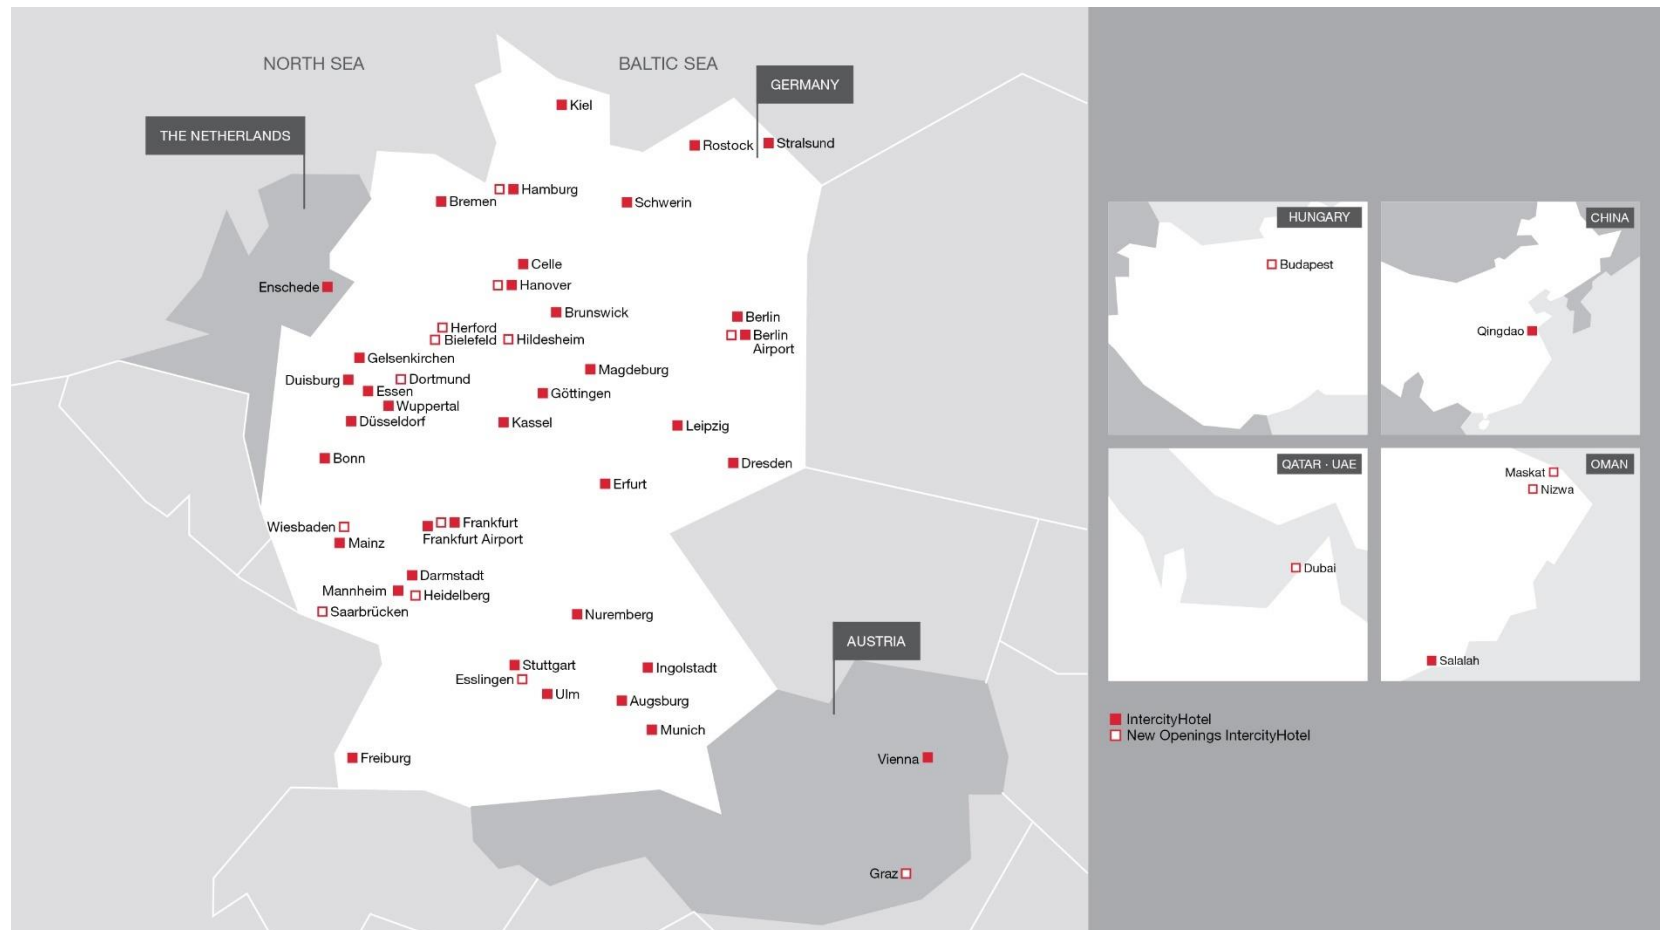 NORTH SEA
BALTIC SEA
GERMANY
THE NETHERLANDS
Kiel
Rostock
Stralsund
Hamburg
Bremen
Schwerin
Celle
Hanover
Enschede
Brunswick
Berlin
Berlin
Airport
Herford
Bielefeld
Hildesheim
Gelsenkirchen
Magdeburg
Duisburg
Dortmund
Essen
Göttingen
Wuppertal
Düsseldorf
Kassel
Leipzig
Bonn
Dresden
Erfurt
Wiesbaden
Frankfurt
Frankfurt Airport
Mainz
Darmstadt
Mannheim
Heidelberg
Saarbrücken
Nuremberg
AUSTRIA
Stuttgart
Ingolstadt
Esslingen
Ulm
Augsburg
Munich
Freiburg
Vienna
Graz
HUNGARY
Budapest
CHINA
Qingdao
QATAR · UAE
Dubai
OMAN
Maskat
Nizwa
Salalah
IntercityHotel
New Openings IntercityHotel